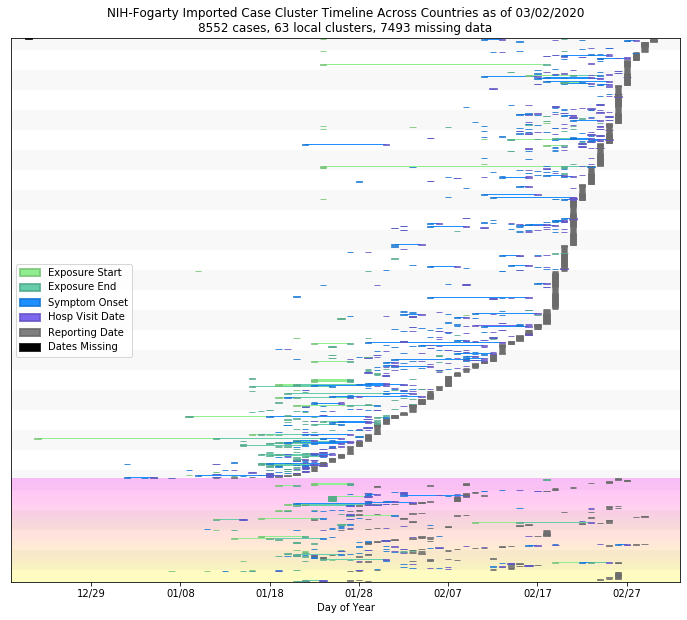 NIH-Fogarty Imported Case Cluster Timeline Across Countries as of 03/02/2020
8552 cases, 63 local clusters, 7493 missing data
Exposure Start
Exposure End
Symptom Onset
Hosp Visit Date
Reporting Date
Dates Missing
12/29 01/08 01/18 01/28 02/07 02/17 02/27
Day of Year